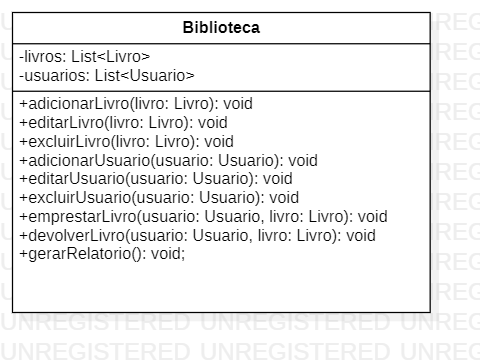 Biblioteca
-livros: List<Livro>
-usuarios: List<Usuario>
+adicionarLivro(livro: Livro): void
+editarLivro(livro: Livro): void
+excluirLivro(livro: Livro): void
+adicionarUsuario(usuario: Usuario): void
+editarUsuario(usuario: Usuario): void
+excluirUsuario(usuario: Usuario): void
+emprestarLivro(usuario: Usuario, livro: Livro): void
+devolverLivro(usuario: Usuario, livro: Livro): void
+gerarRelatorio(): void;
UNREGISTERED UNREGISTERED
UNREGISTERED UNREGISTERED